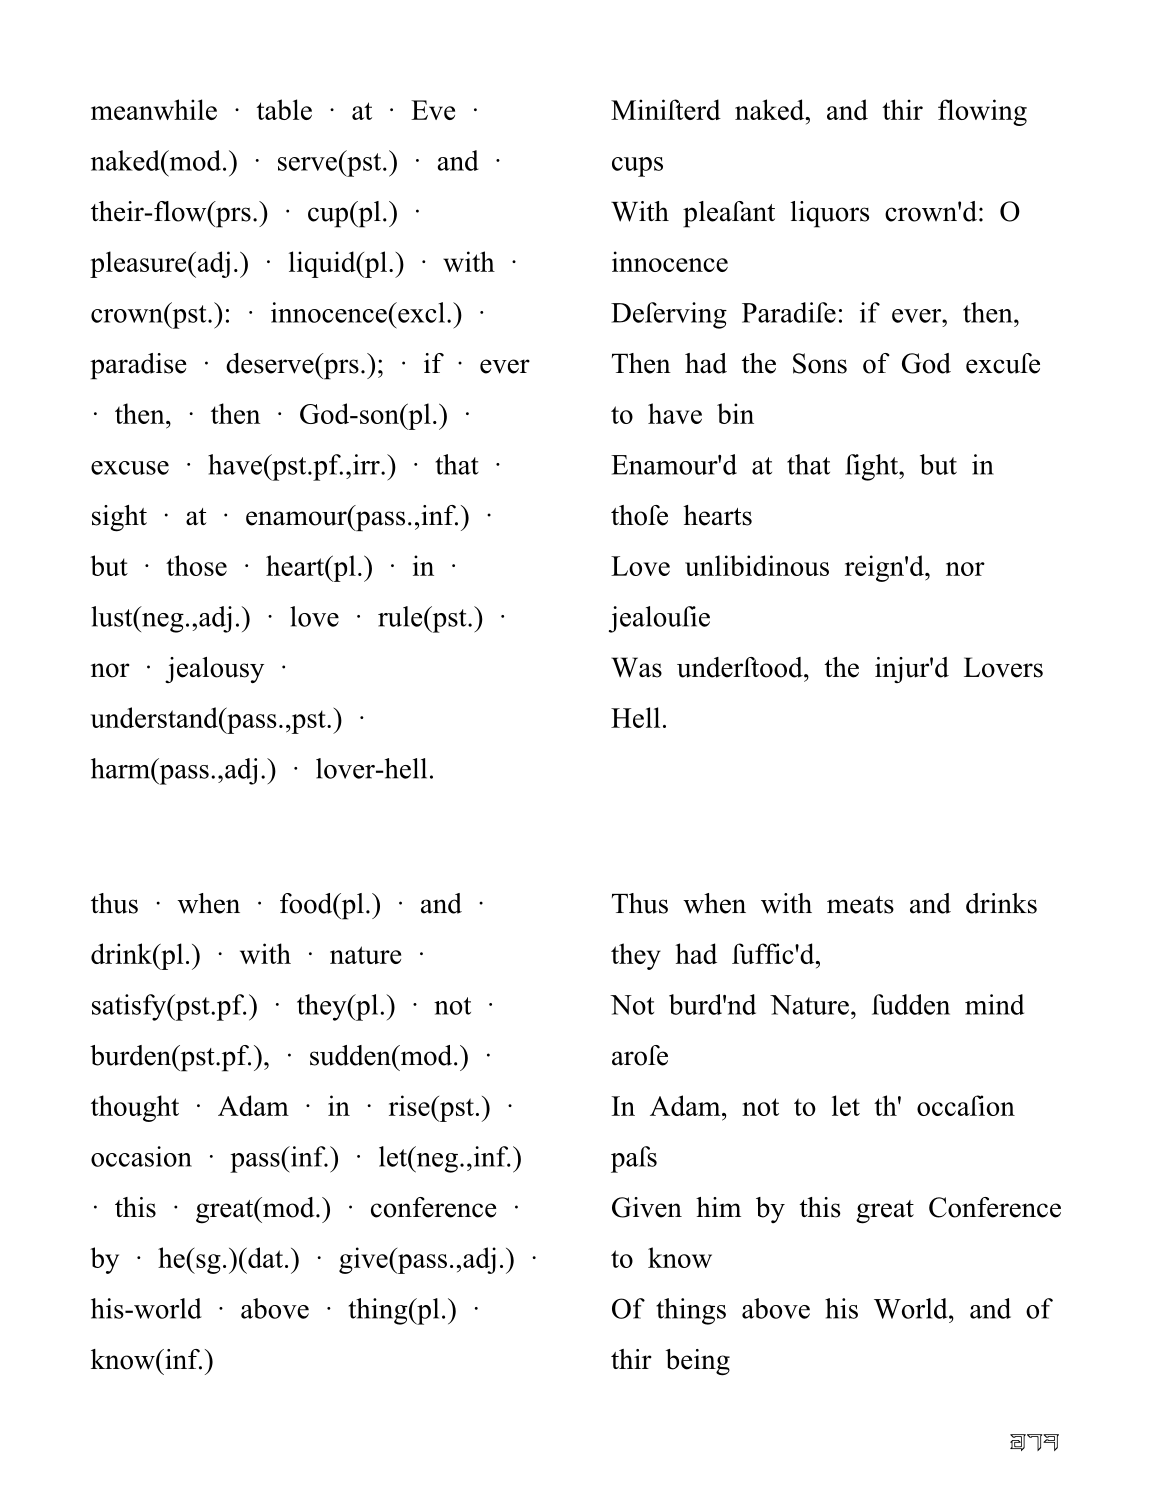 meanwhile · table · at · Eve ·
naked(mod.) · serve(pst.) · and ·
their-flow(prs.) · cup(pl.) ·
pleasure(adj.) · liquid(pl.) · with ·
crown(pst.): · innocence(excl.) ·
paradise · deserve(prs.); · if · ever
· then, · then · God-son(pl.) ·
excuse · have(pst.pf.,irr.) · that ·
sight · at · enamour(pass.,inf.) ·
but · those · heart(pl.) · in ·
lust(neg.,adj.) · love · rule(pst.) ·
nor · jealousy ·
understand(pass.,pst.) ·
harm(pass.,adj.) · lover-hell.
Miniſterd naked, and thir flowing
cups
With pleaſant liquors crown'd: O
innocence
Deſerving Paradiſe: if ever, then,
Then had the Sons of God excuſe
to have bin
Enamour'd at that ſight, but in
thoſe hearts
Love unlibidinous reign'd, nor
jealouſie
Was underſtood, the injur'd Lovers
Hell.
thus · when · food(pl.) · and ·
drink(pl.) · with · nature ·
satisfy(pst.pf.) · they(pl.) · not ·
burden(pst.pf.), · sudden(mod.) ·
thought · Adam · in · rise(pst.) ·
occasion · pass(inf.) · let(neg.,inf.)
· this · great(mod.) · conference ·
by · he(sg.)(dat.) · give(pass.,adj.) ·
his-world · above · thing(pl.) ·
know(inf.)
Thus when with meats and drinks
they had ſuffic'd,
Not burd'nd Nature, ſudden mind
aroſe
In Adam, not to let th' occaſion
paſs
Given him by this great Conference
to know
Of things above his World, and of
thir being